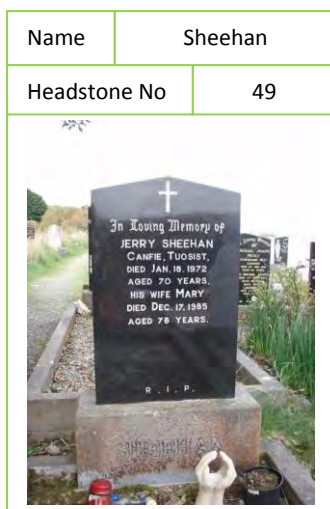 Name Sheehan
Headstone No 49
In Loving Memory of
JERRY SHEEHAN
CANFIE, TUOSIST,
DIED JAN. 18. 1972
AGED 70 YEARS.
HIS WIFE MARY
DIED DEC. 17. 1985
AGED 78 YEARS.
R. I. P.